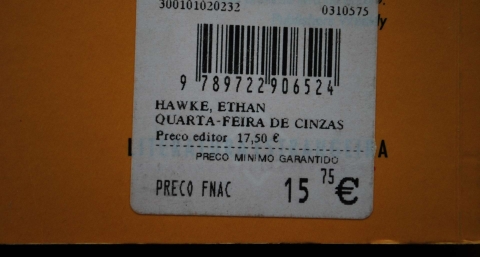 300101020232 0310575
9 789722 906524
HAWKE, ETHAN
QUARTA-FEIRA DE CINZAS
Preco editor 17,50 €
PRECO MINIMO GARANTIDO
PRECO FNAC 15 75 €